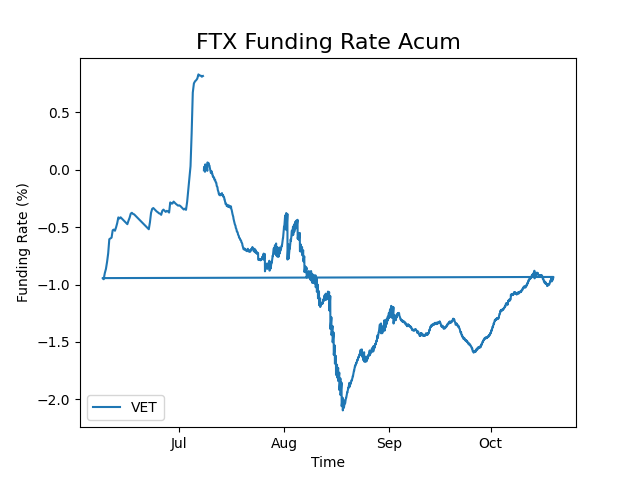 FTX Funding Rate Acum
Funding Rate (%)
0.5
0.0
−0.5
−1.0
−1.5
−2.0
VET
Jul Aug Sep Oct
Time